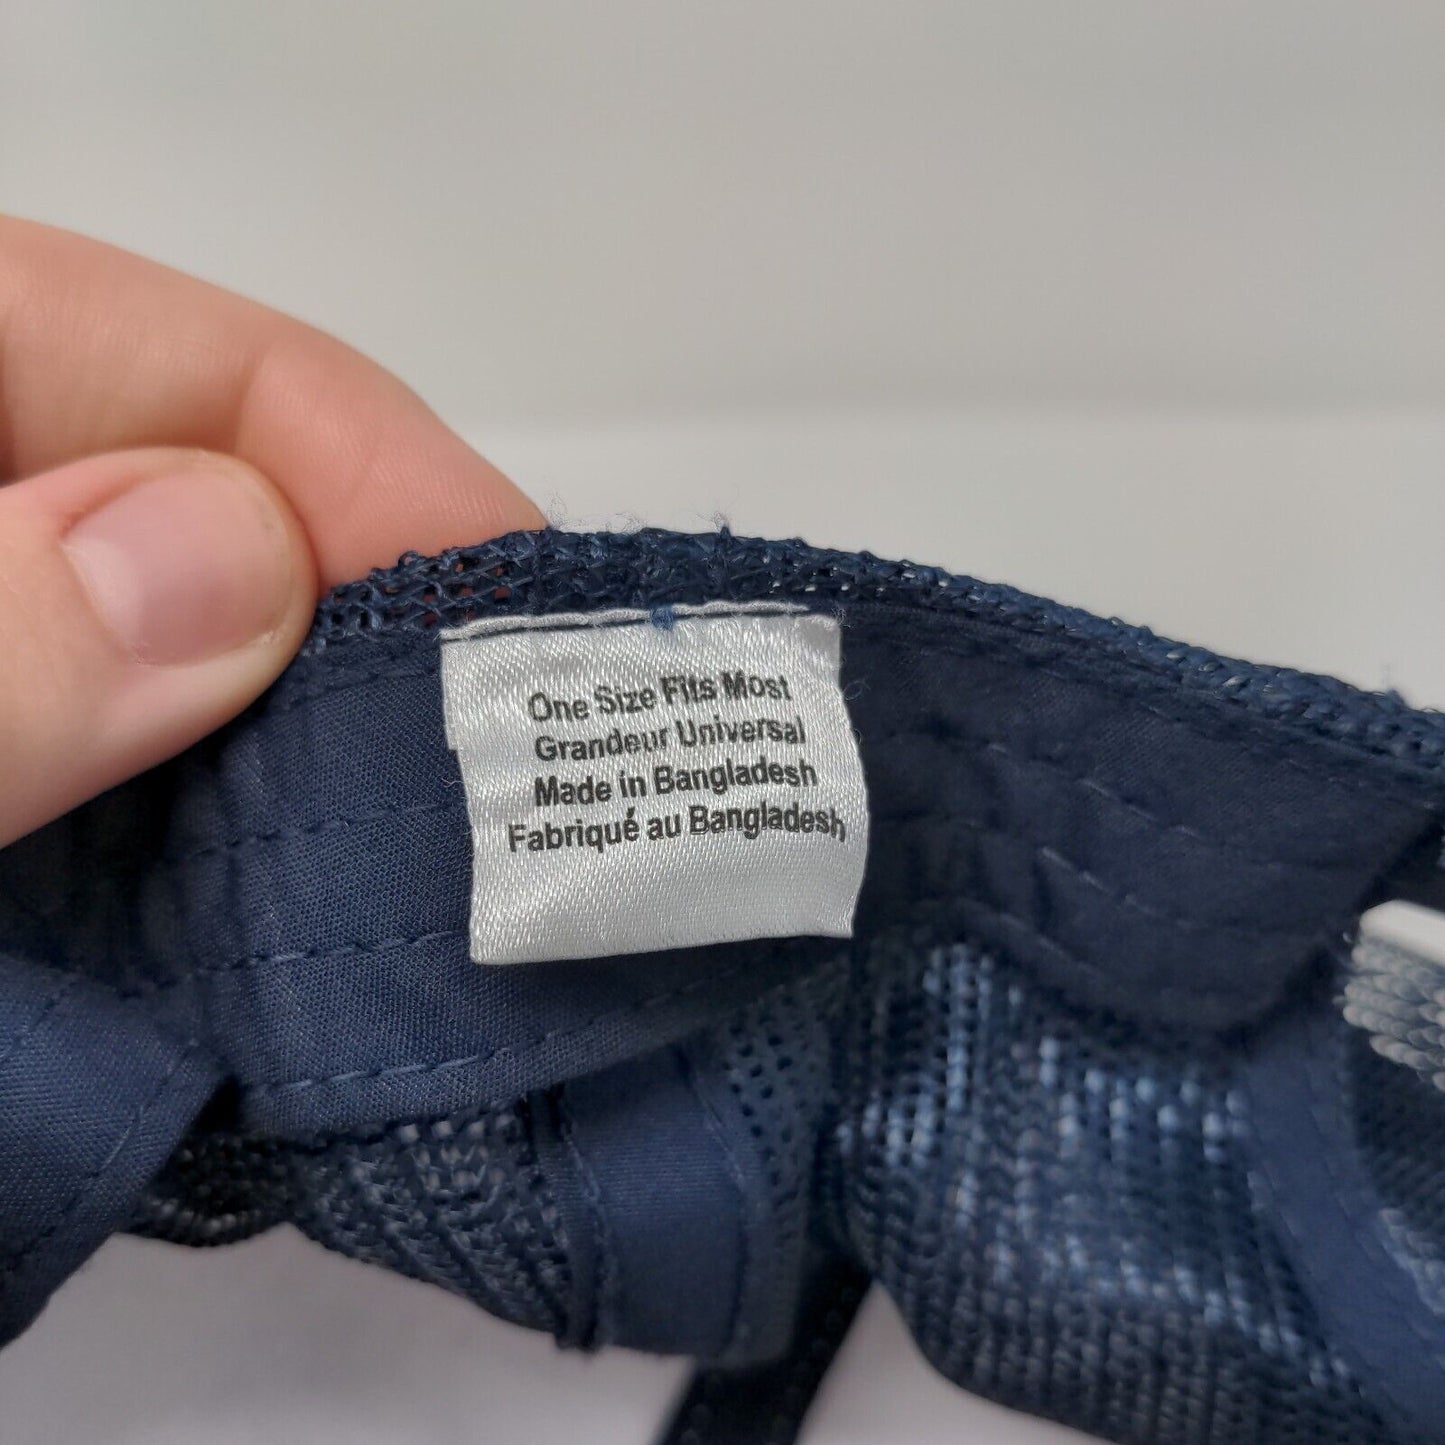 One Size Fits Most
Grandeur Universal
Made in Bangladesh
Fabriqué au Bangladesh